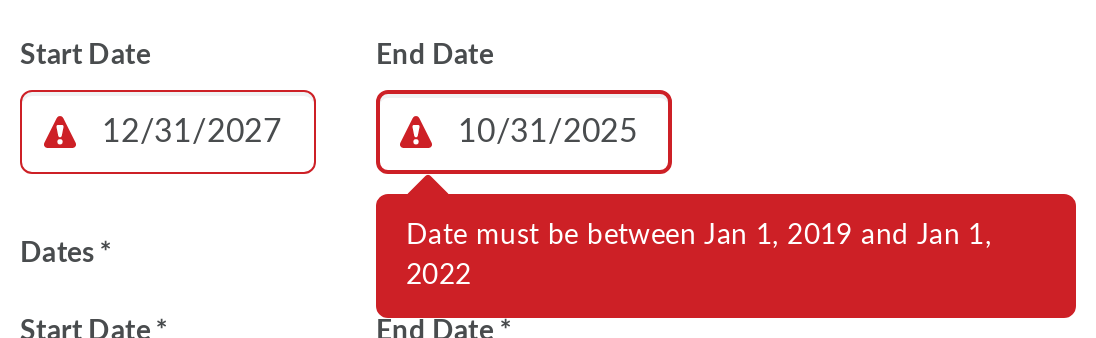 Start Date
End Date
12/31/2027
10/31/2025
Date must be between Jan 1, 2019 and Jan 1,
2022
Dates *
Start Date *
End Date *